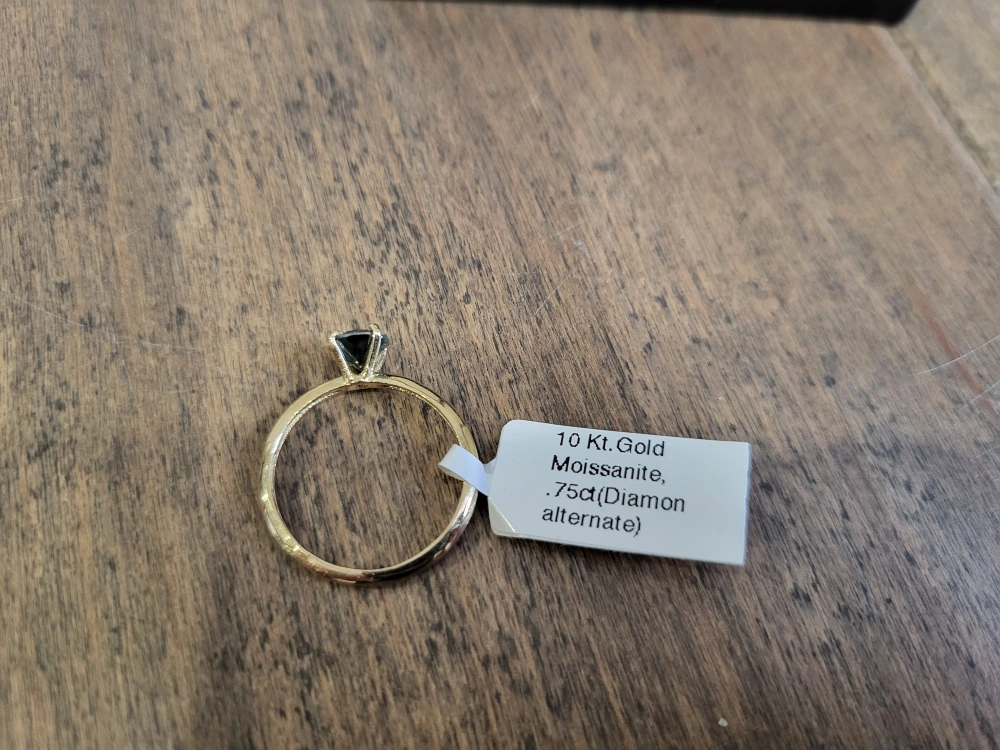 10 Kt.Gold
Moissanite,
.75ct(Diamon
alternate)